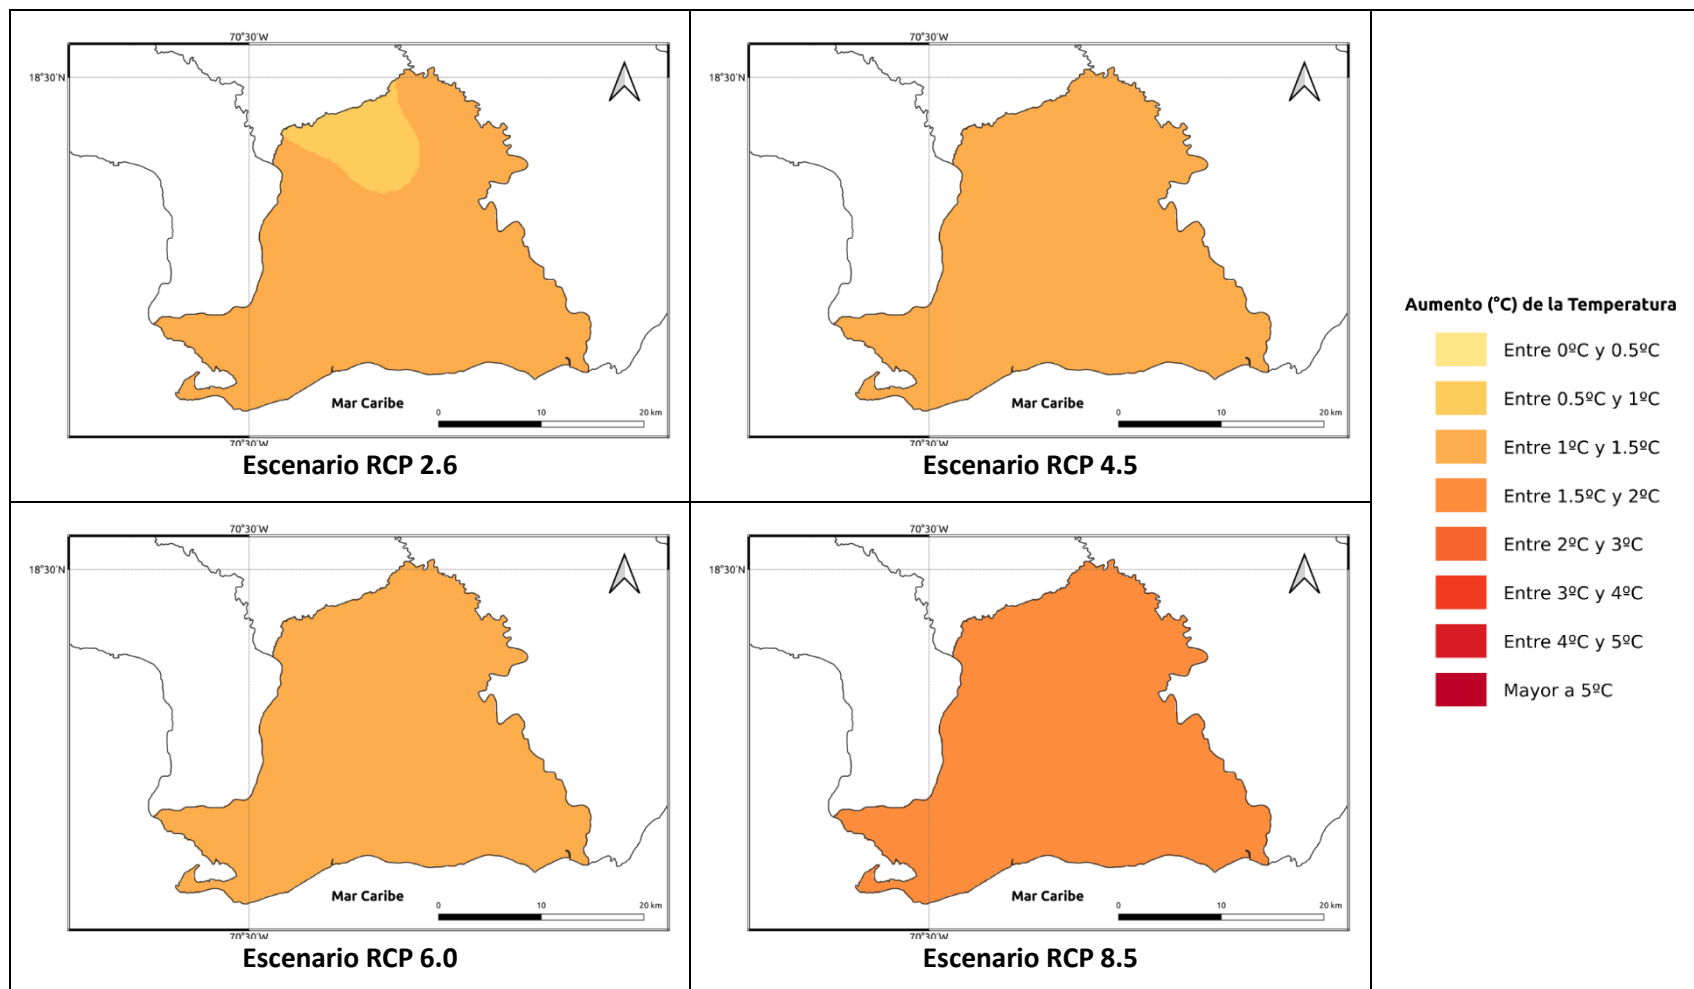 70°30'W
18°30'N
Mar Caribe
0 10 20 km
70°30'W
Escenario RCP 2.6
70°30'W
18°30'N
Mar Caribe
0 10 20 km
70°30'W
Escenario RCP 4.5
70°30'W
18°30'N
Mar Caribe
0 10 20 km
70°30'W
Escenario RCP 6.0
70°30'W
18°30'N
Mar Caribe
0 10 20 km
70°30'W
Escenario RCP 8.5
Aumento (°C) de la Temperatura
Entre 0ºC y 0.5ºC
Entre 0.5ºC y 1ºC
Entre 1ºC y 1.5ºC
Entre 1.5ºC y 2ºC
Entre 2ºC y 3ºC
Entre 3ºC y 4ºC
Entre 4ºC y 5ºC
Mayor a 5ºC